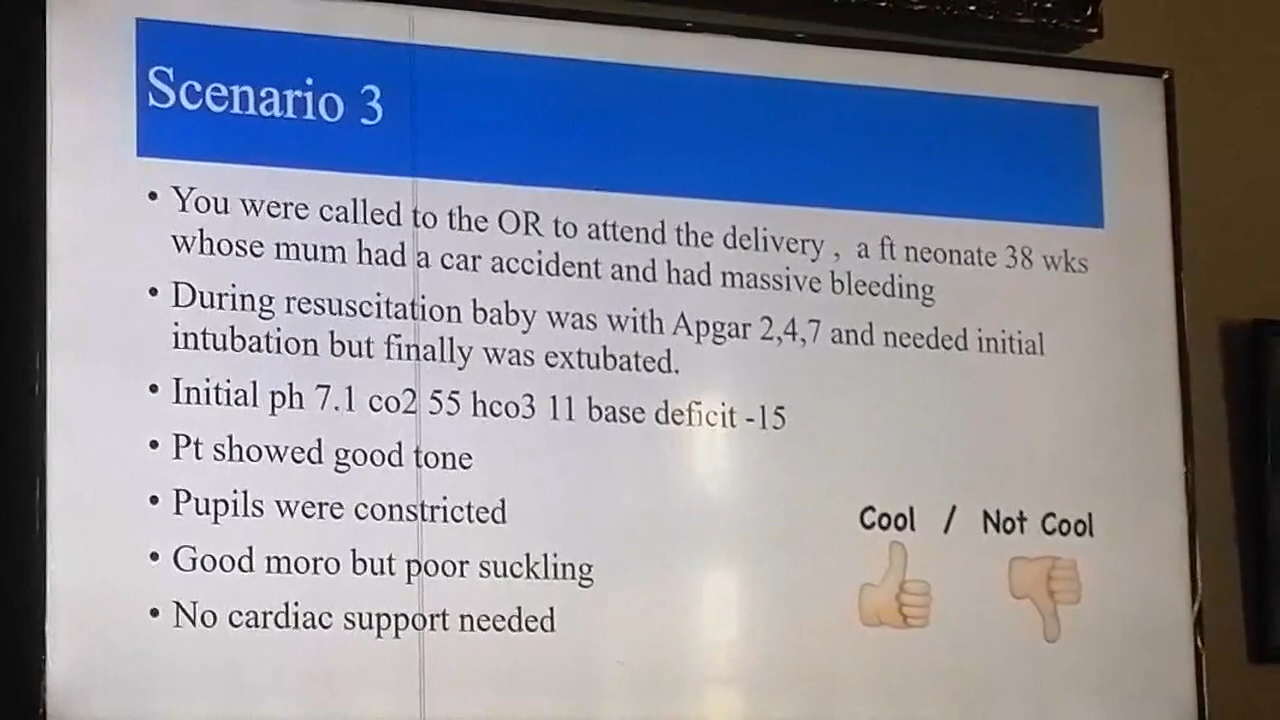 Scenario 3
• You were called to the OR to attend the delivery , a ft neonate 38 wks
whose mum had a car accident and had massive bleeding
• During resuscitation baby was with Apgar 2,4,7 and needed initial
intubation but finally was extubated.
• Initial ph 7.1 co2 55 hco3 11 base deficit -15
• Pt showed good tone
• Pupils were constricted
• Good moro but poor suckling
• No cardiac support needed
Cool / Not Cool